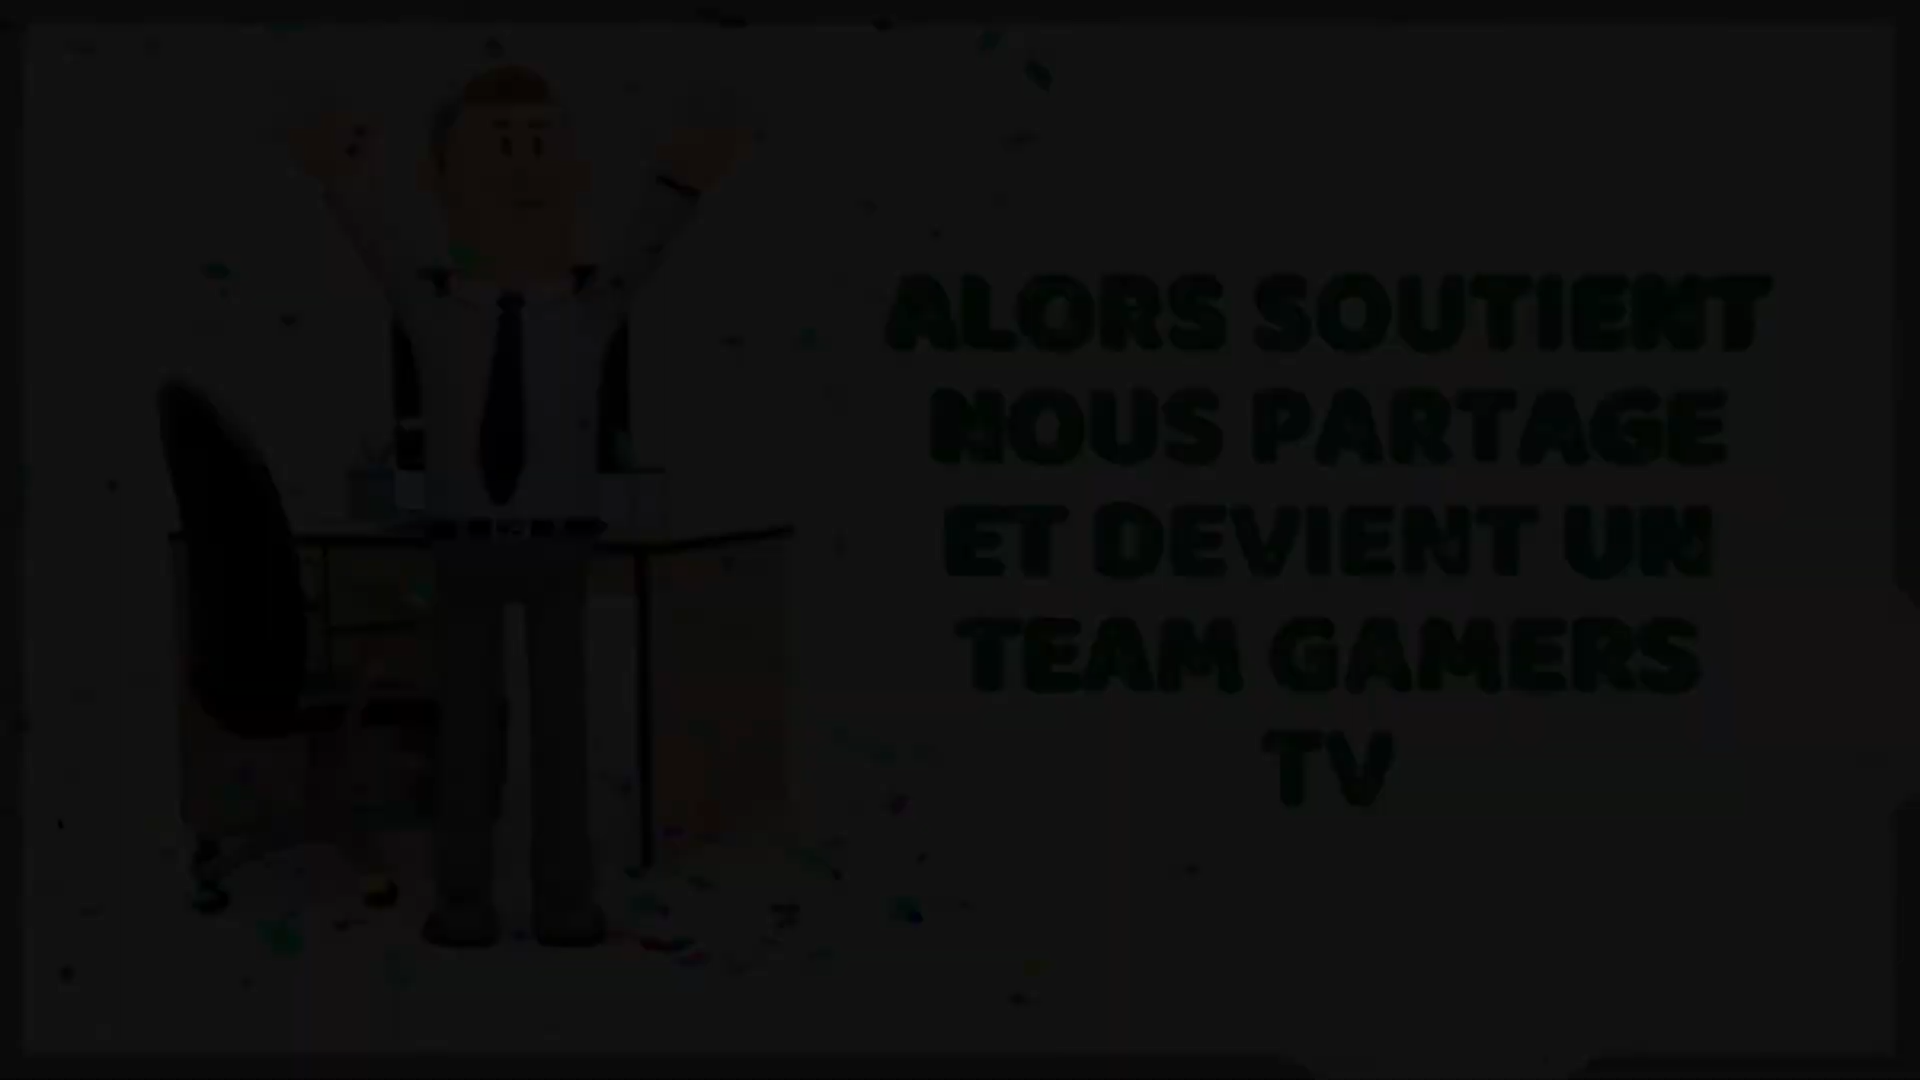 ALORS SOUTIENT
NOUS PARTAGE
ET DEVIENT UN
TEAM GAMERS
TV